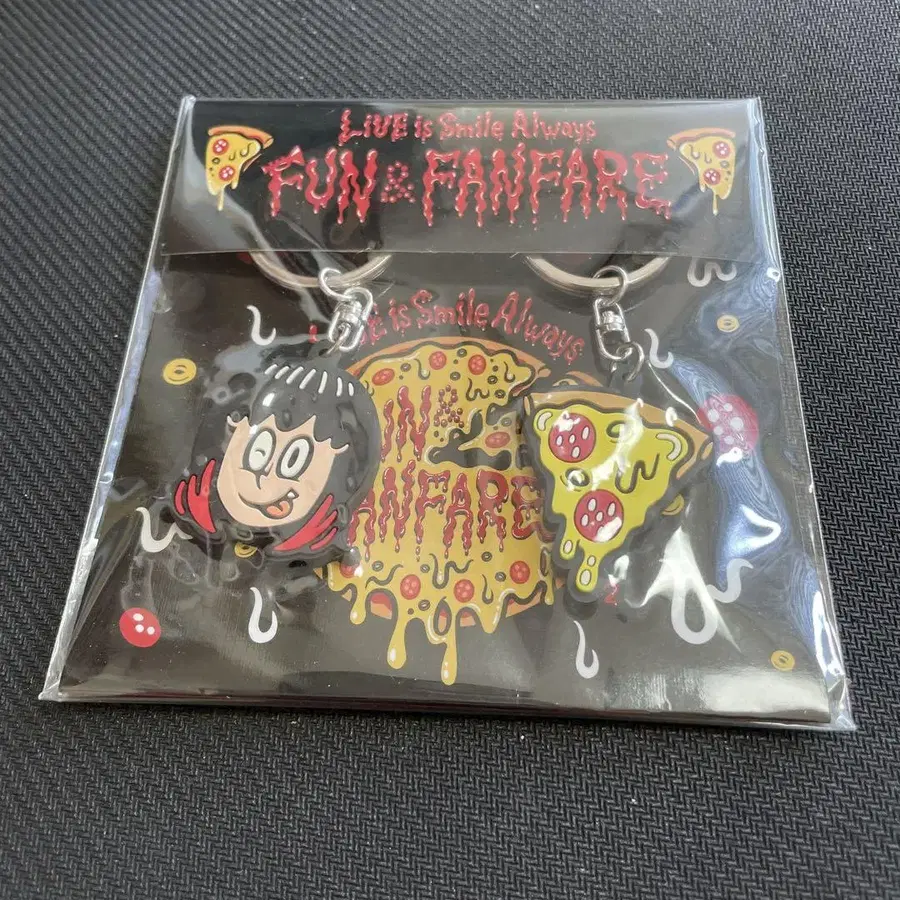 LiVE is Smile Always
FUN & FANFARE
is Smile Always
UN &
ANFARE